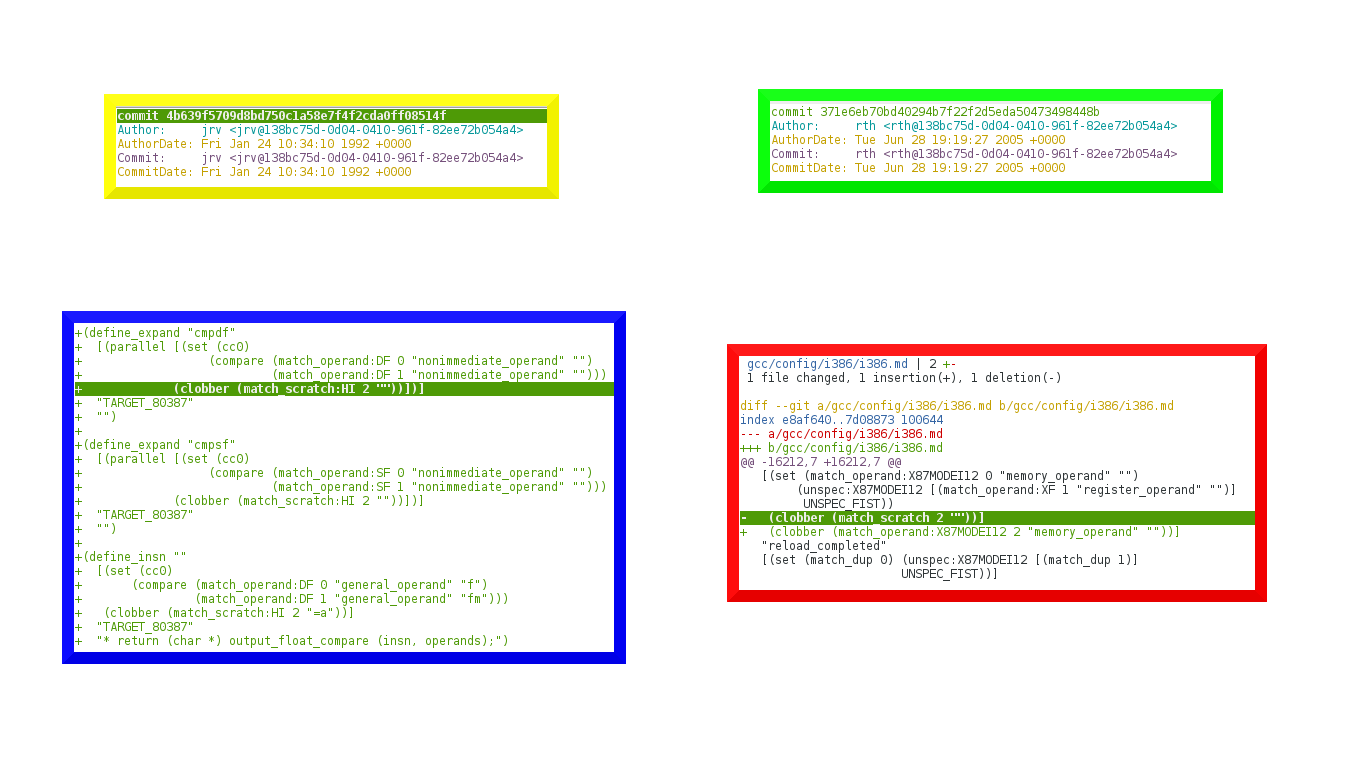 commit 4b639f5709d8bd750c1a58e7f4f2cda0ff08514f
Author:     jrv <jrv@138bc75d-0d04-0410-961f-82ee72b054a4>
AuthorDate: Fri Jan 24 10:34:10 1992 +0000
Commit:     jrv <jrv@138bc75d-0d04-0410-961f-82ee72b054a4>
CommitDate: Fri Jan 24 10:34:10 1992 +0000
commit 371e6eb70bd40294b7f22f2d5eda50473498448b
Author:     rth <rth@138bc75d-0d04-0410-961f-82ee72b054a4>
AuthorDate: Tue Jun 28 19:19:27 2005 +0000
Commit:     rth <rth@138bc75d-0d04-0410-961f-82ee72b054a4>
CommitDate: Tue Jun 28 19:19:27 2005 +0000
+(define_expand "cmpdf"
+  [(parallel [(set (cc0)
+                  (compare (match_operand:DF 0 "nonimmediate_operand" "")
+                           (match_operand:DF 1 "nonimmediate_operand" "")))
+             (clobber (match_scratch:HI 2 ""))])]
+  "TARGET_80387"
+  "")
+
+(define_expand "cmpsf"
+  [(parallel [(set (cc0)
+                  (compare (match_operand:SF 0 "nonimmediate_operand" "")
+                           (match_operand:SF 1 "nonimmediate_operand" "")))
+             (clobber (match_scratch:HI 2 ""))])]
+  "TARGET_80387"
+  "")
+
+(define_insn ""
+  [(set (cc0)
+       (compare (match_operand:DF 0 "general_operand" "f")
+                (match_operand:DF 1 "general_operand" "fm")))
+   (clobber (match_scratch:HI 2 "=a"))]
+  "TARGET_80387"
+  "* return (char *) output_float_compare (insn, operands);")
 gcc/config/i386/i386.md | 2 +-
 1 file changed, 1 insertion(+), 1 deletion(-)
diff --git a/gcc/config/i386/i386.md b/gcc/config/i386/i386.md
index e8af640..7d08873 100644
--- a/gcc/config/i386/i386.md
+++ b/gcc/config/i386/i386.md
@@ -16212,7 +16212,7 @@
   [(set (match_operand:X87MODEI12 0 "memory_operand" "")
        (unspec:X87MODEI12 [(match_operand:XF 1 "register_operand" "")]
         UNSPEC_FIST))
-   (clobber (match_scratch 2 ""))]
+   (clobber (match_operand:X87MODEI12 2 "memory_operand" ""))]
   "reload_completed"
   [(set (match_dup 0) (unspec:X87MODEI12 [(match_dup 1)]
                       UNSPEC_FIST))]